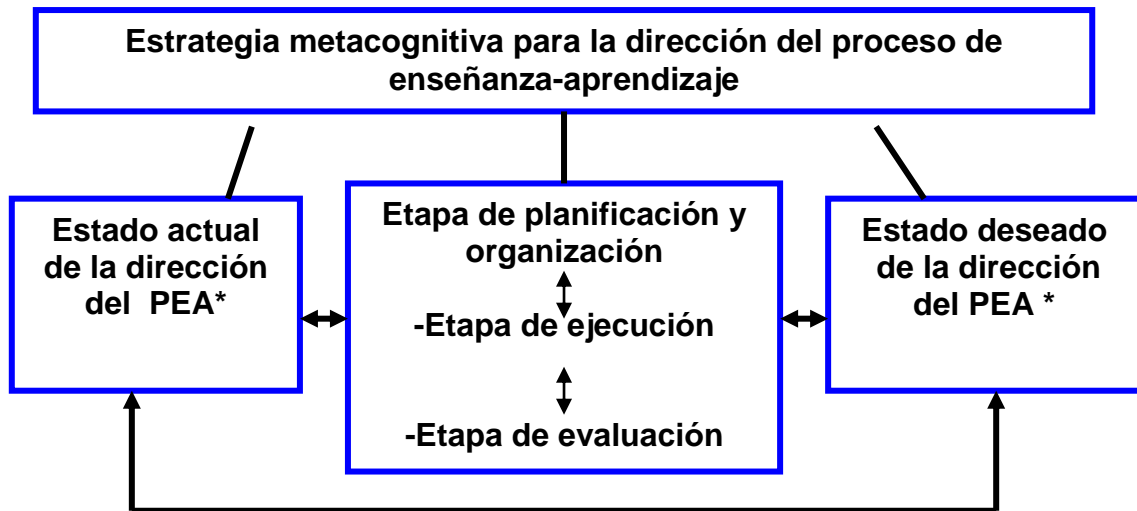 Estrategia metacognitiva para la dirección del proceso de
enseñanza-aprendizaje
Estado actual
de la dirección
del PEA*
Etapa de planificación y
organización
-Etapa de ejecución
-Etapa de evaluación
Estado deseado
de la dirección
del PEA *